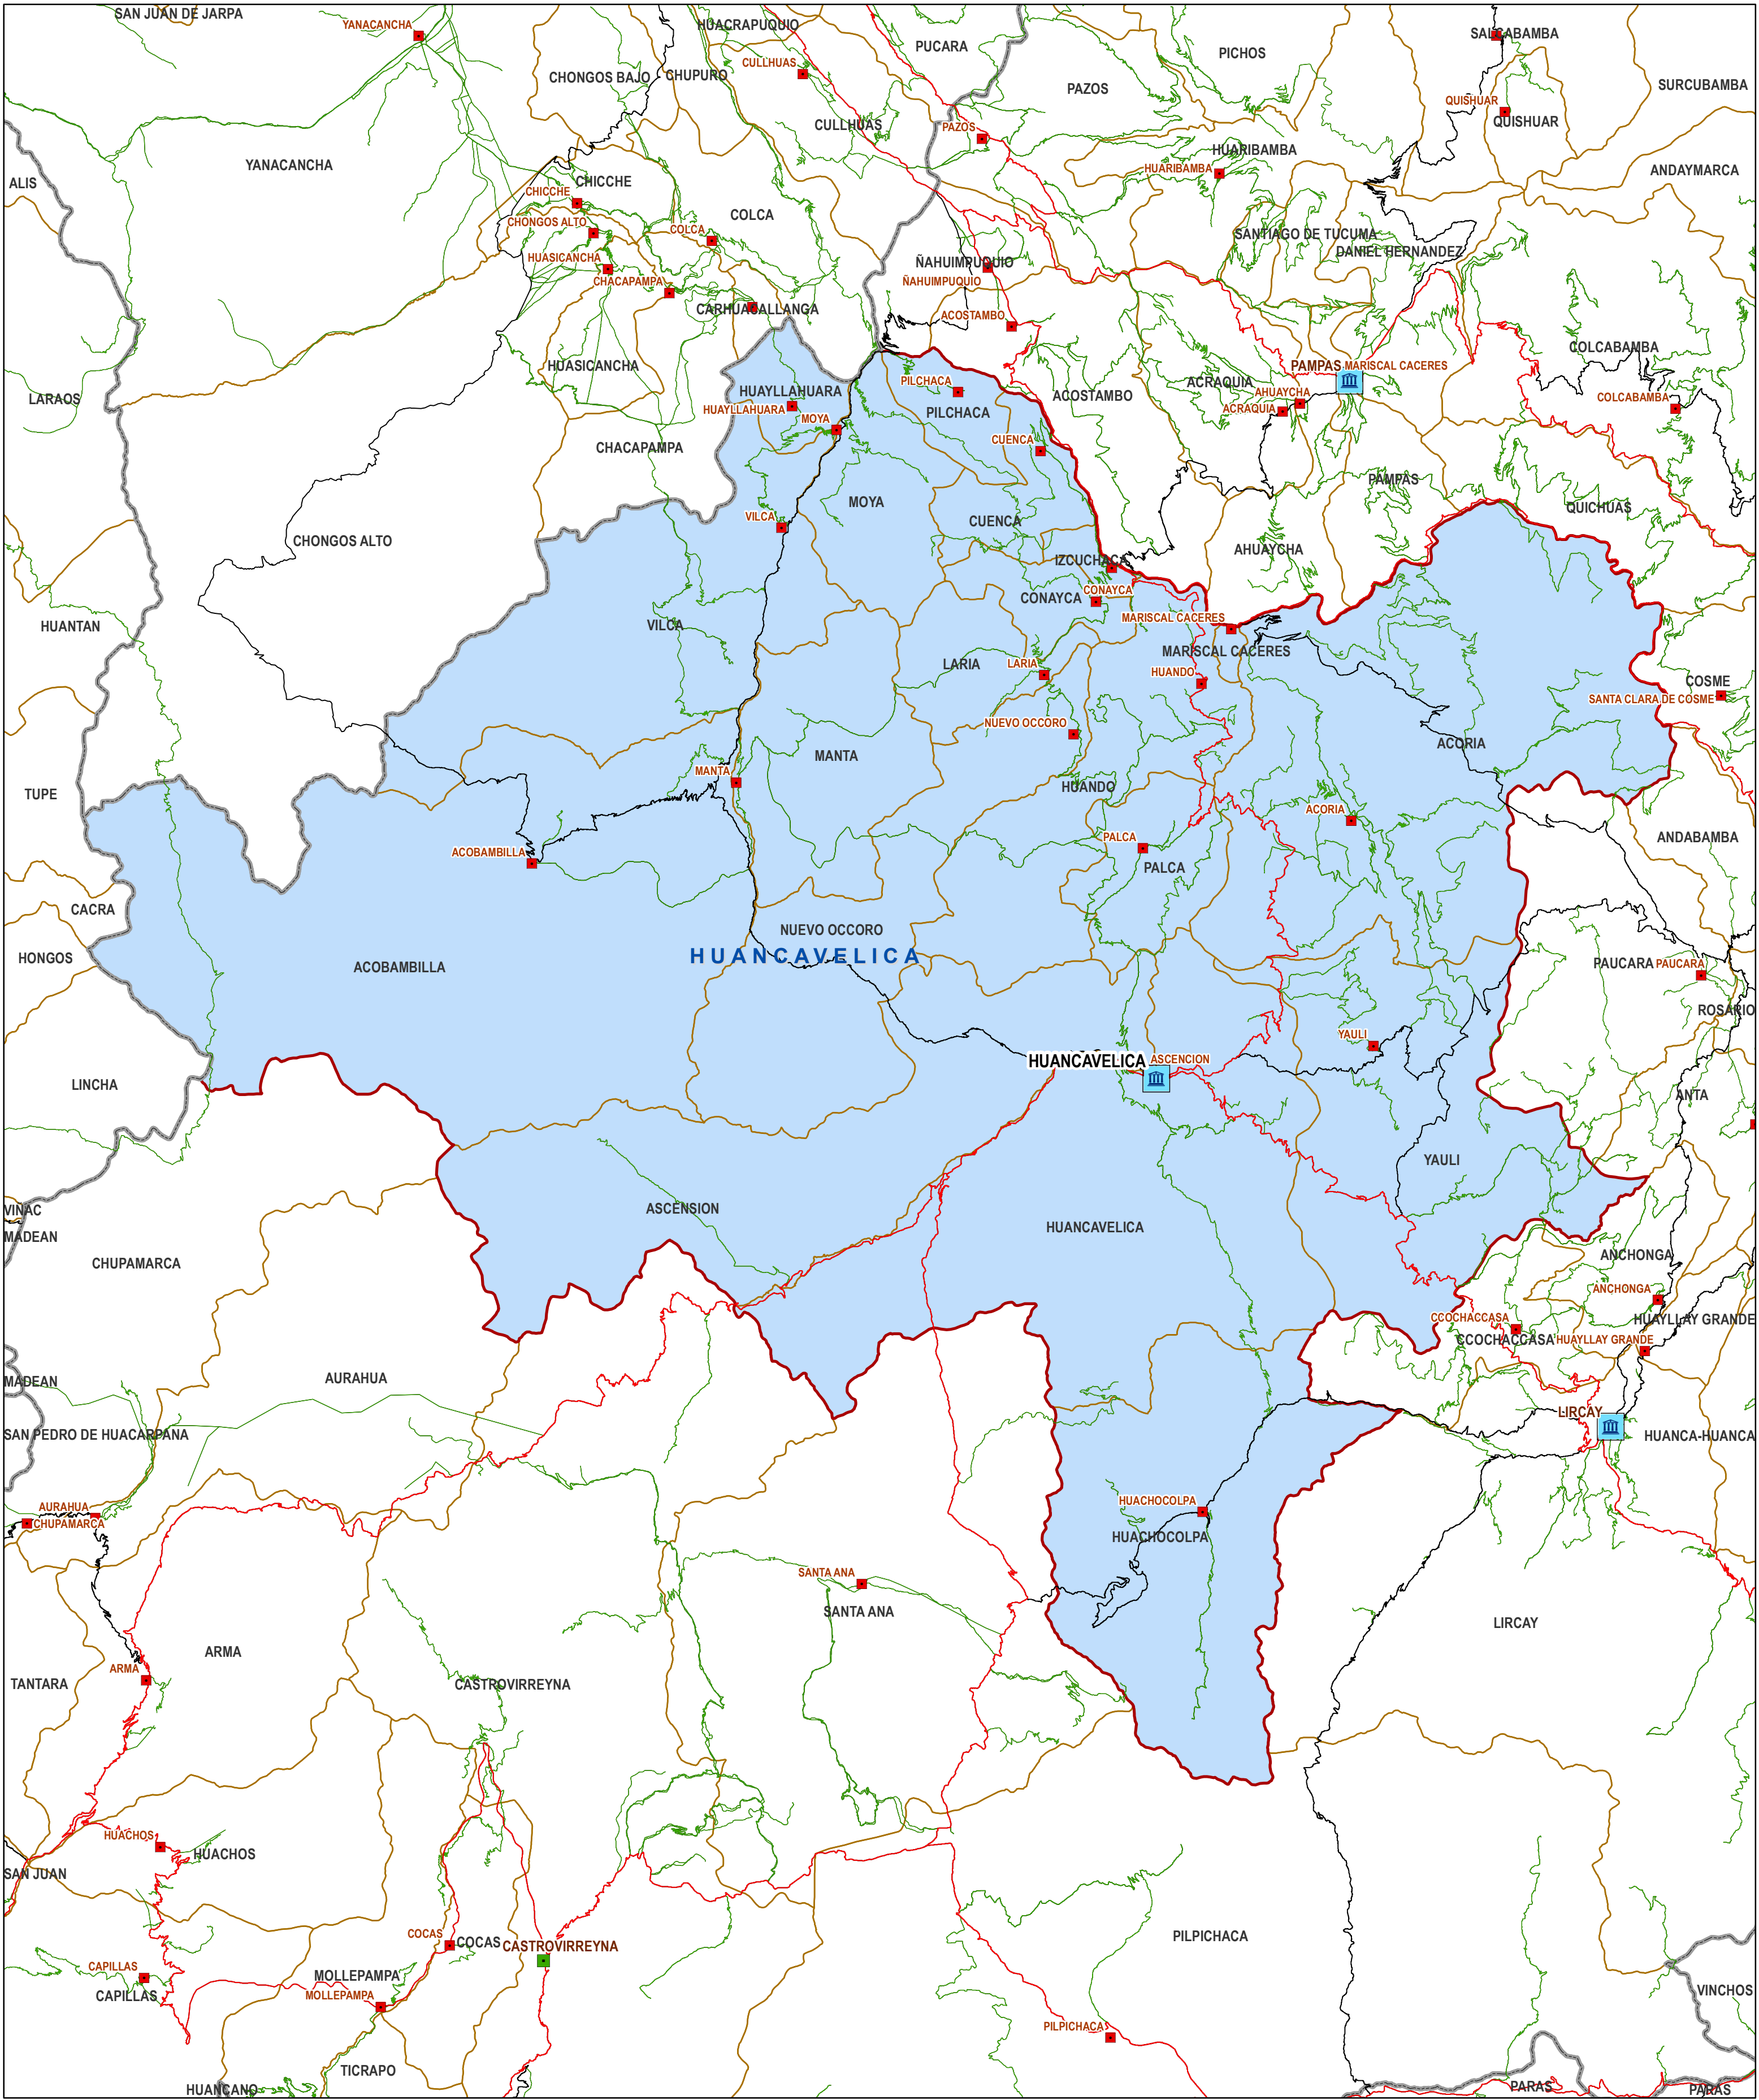 SAN JUAN DE JARPA
YANACANCHA
HUACRAPUQUIO
PUCARA
PICHOS
SALCABAMBA
CHONGOS BAJO
CHUPURO
CULLHUAS
PAZOS
SURCUBAMBA
QUISHUAR
QUISHUAR
CULLHUAS
PAZOS
YANACANCHA
HUARIBAMBA
HUARIBAMBA
ANDAYMARCA
ALIS
CHICCHE
CHICCHE
COLCA
CHONGOS ALTO
COLCA
SANTIAGO DE TUCUMA
DANIEL HERNANDEZ
HUASICANCHA
ÑAHUIMPUQUIO
ÑAHUIMPUQUIO
CHACAPAMPA
CARHUACALLANGA
ACOSTAMBO
COLCABAMBA
HUASICANCHA
PAMPAS
MARISCAL CACERES
LARAOS
HUAYLLAHUARA
HUAYLLAHUARA
PILCHACA
PILCHACA
ACOSTAMBO
ACRAQUIA
AHUAYCHA
ACRAQUIA
COLCABAMBA
MOYA
CHACAPAMPA
CUENCA
PAMPAS
MOYA
QUICHUAS
VILCA
CUENCA
CHONGOS ALTO
AHUAYCHA
IZCUCHACA
CONAYCA
CONAYCA
HUANTAN
VILCA
MARISCAL CACERES
MARISCAL CACERES
LARIA
LARIA
HUANDO
COSME
SANTA CLARA DE COSME
NUEVO OCCORO
ACORIA
MANTA
MANTA
HUANDO
TUPE
ACORIA
ACOBAMBILLA
PALCA
PALCA
ANDABAMBA
CACRA
NUEVO OCCORO
HUANCAVELICA
HONGOS
ACOBAMBILLA
PAUCARA
PAUCARA
ROSARIO
YAULI
HUANCAVELICA
ASCENCION
LINCHA
ANTA
YAULI
VIÑAC
ASCENSION
HUANCAVELICA
MADEAN
CHUPAMARCA
ANCHONGA
ANCHONGA
CCOCHACCASA
CCOCHACCASA
HUAYLLAY GRANDE
HUAYLLAY GRANDE
MADEAN
AURAHUA
LIRCAY
SAN PEDRO DE HUACARPANA
HUANCA-HUANCA
AURAHUA
CHUPAMARCA
HUACHOCOLPA
HUACHOCOLPA
SANTA ANA
SANTA ANA
LIRCAY
ARMA
ARMA
TANTARA
CASTROVIRREYNA
HUACHOS
HUACHOS
SAN JUAN
COCAS
COCAS
CASTROVIRREYNA
PILPICHACA
CAPILLAS
CAPILLAS
MOLLEPAMPA
MOLLEPAMPA
VINCHOS
PILPICHACA
TICRAPO
HUANCANO
PARAS
PARAS